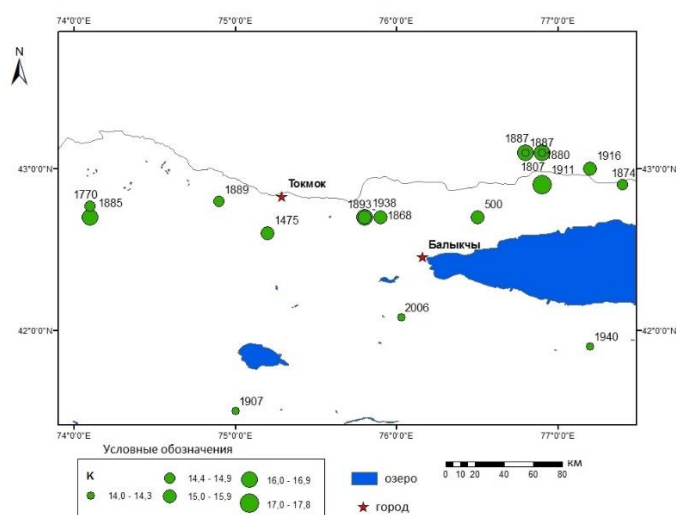 74°0'0"E 75°0'0"E 76°0'0"E 77°0'0"E
N
1887 1887
1880
43°0'0"N 43°0'0"N
1916
1807 1911
1874
1770
1885
1889
Токмок
1475
1893 1938
1868
500
Балыкчы
2006
42°0'0"N 42°0'0"N
1940
1907
74°0'0"E 75°0'0"E 76°0'0"E 77°0'0"E
Условные обозначения
К
14,0 - 14,3
14,4 - 14,9
15,0 - 15,9
16,0 - 16,9
17,0 - 17,8
озеро
город
0 10 20 40 60 80 км